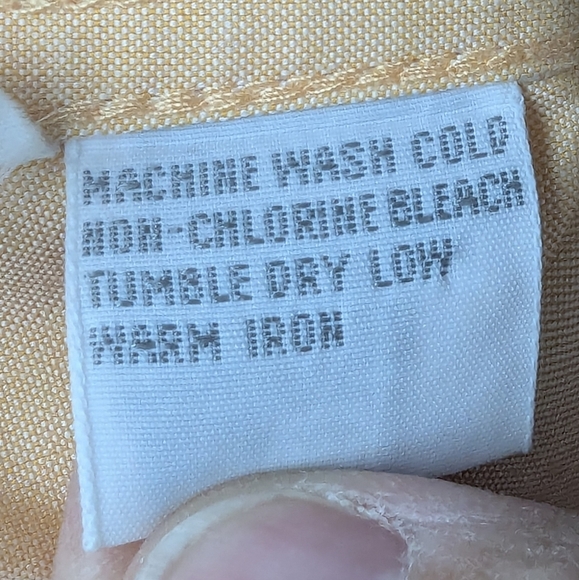 MACHINE WASH COLD
NON-CHLORINE BLEACH
TUMBLE DRY LOW
WARM IRON